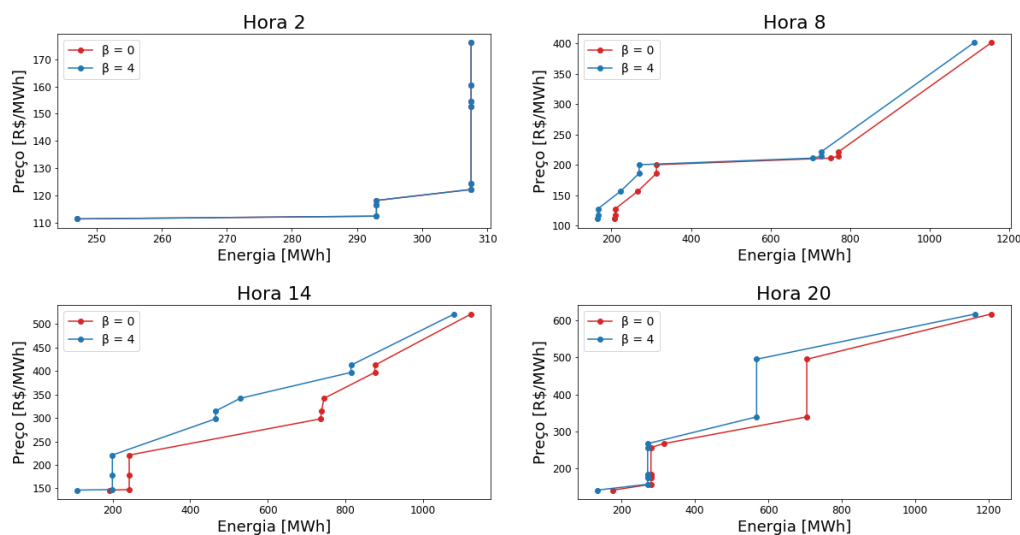 Hora 2
β = 0
β = 4
Preço [R$/MWh]
170
160
150
140
130
120
110
250
260
270
280
290
300
310
Energia [MWh]
Hora 8
β = 0
β = 4
Preço [R$/MWh]
400
350
300
250
200
150
100
200
400
600
800
1000
1200
Energia [MWh]
Hora 14
β = 0
β = 4
Preço [R$/MWh]
500
450
400
350
300
250
200
150
200
400
600
800
1000
Energia [MWh]
Hora 20
β = 0
β = 4
Preço [R$/MWh]
600
500
400
300
200
200
400
600
800
1000
1200
Energia [MWh]